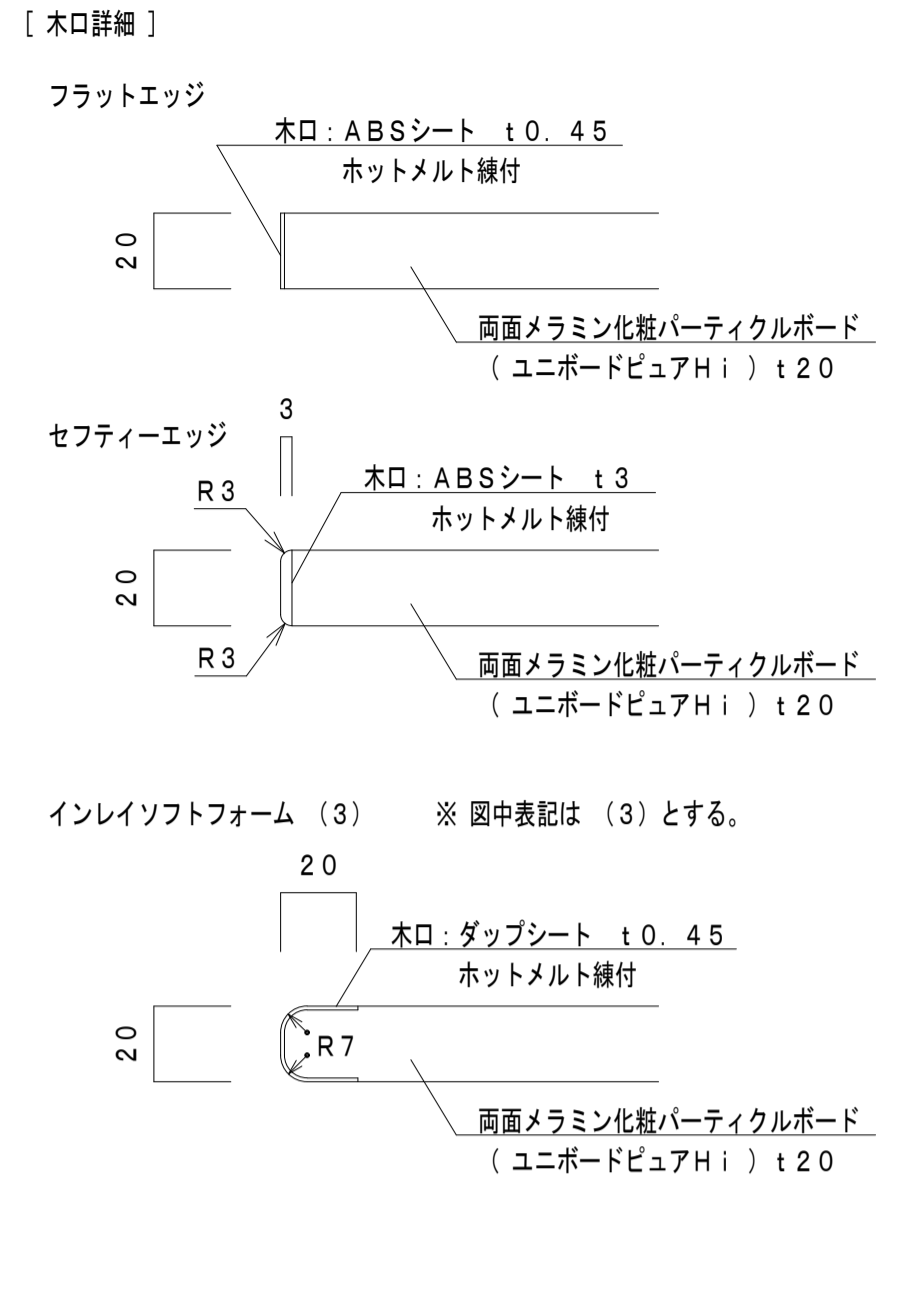 [ 木口詳細 ]
フラットエッジ
木口:ABSシート t0.45
ホットメルト練付
20
両面メラミン化粧パーティクルボード
(ユニボードピュアHi)t20
3
セフティーエッジ
木口:ABSシート t3
R3
ホットメルト練付
20
R3
両面メラミン化粧パーティクルボード
(ユニボードピュアHi)t20
インレイソフトフォーム (3) ※ 図中表記は (3)とする。
20
木口:ダップシート t0.45
ホットメルト練付
20
R7
両面メラミン化粧パーティクルボード
(ユニボードピュアHi)t20